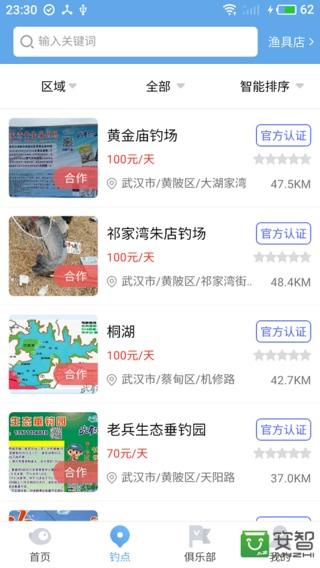 23:30
62
输入关键词
渔具店
区域
全部
智能排序
黄金庙钓场
官方认证
100元/天
合作
武汉市/黄陂区/大湖家湾
47.5KM
祁家湾朱店钓场
官方认证
100元/天
合作
武汉市/黄陂区/祁家湾街..
48.4KM
桐湖
官方认证
100元/天
合作
武汉市/蔡甸区/机修路
42.7KM
生态垂钓园
老兵生态垂钓园
官方认证
70元/天
合作
武汉市/黄陂区/天阳路
37.0KM
首页
钓点
俱乐部
我的
安智